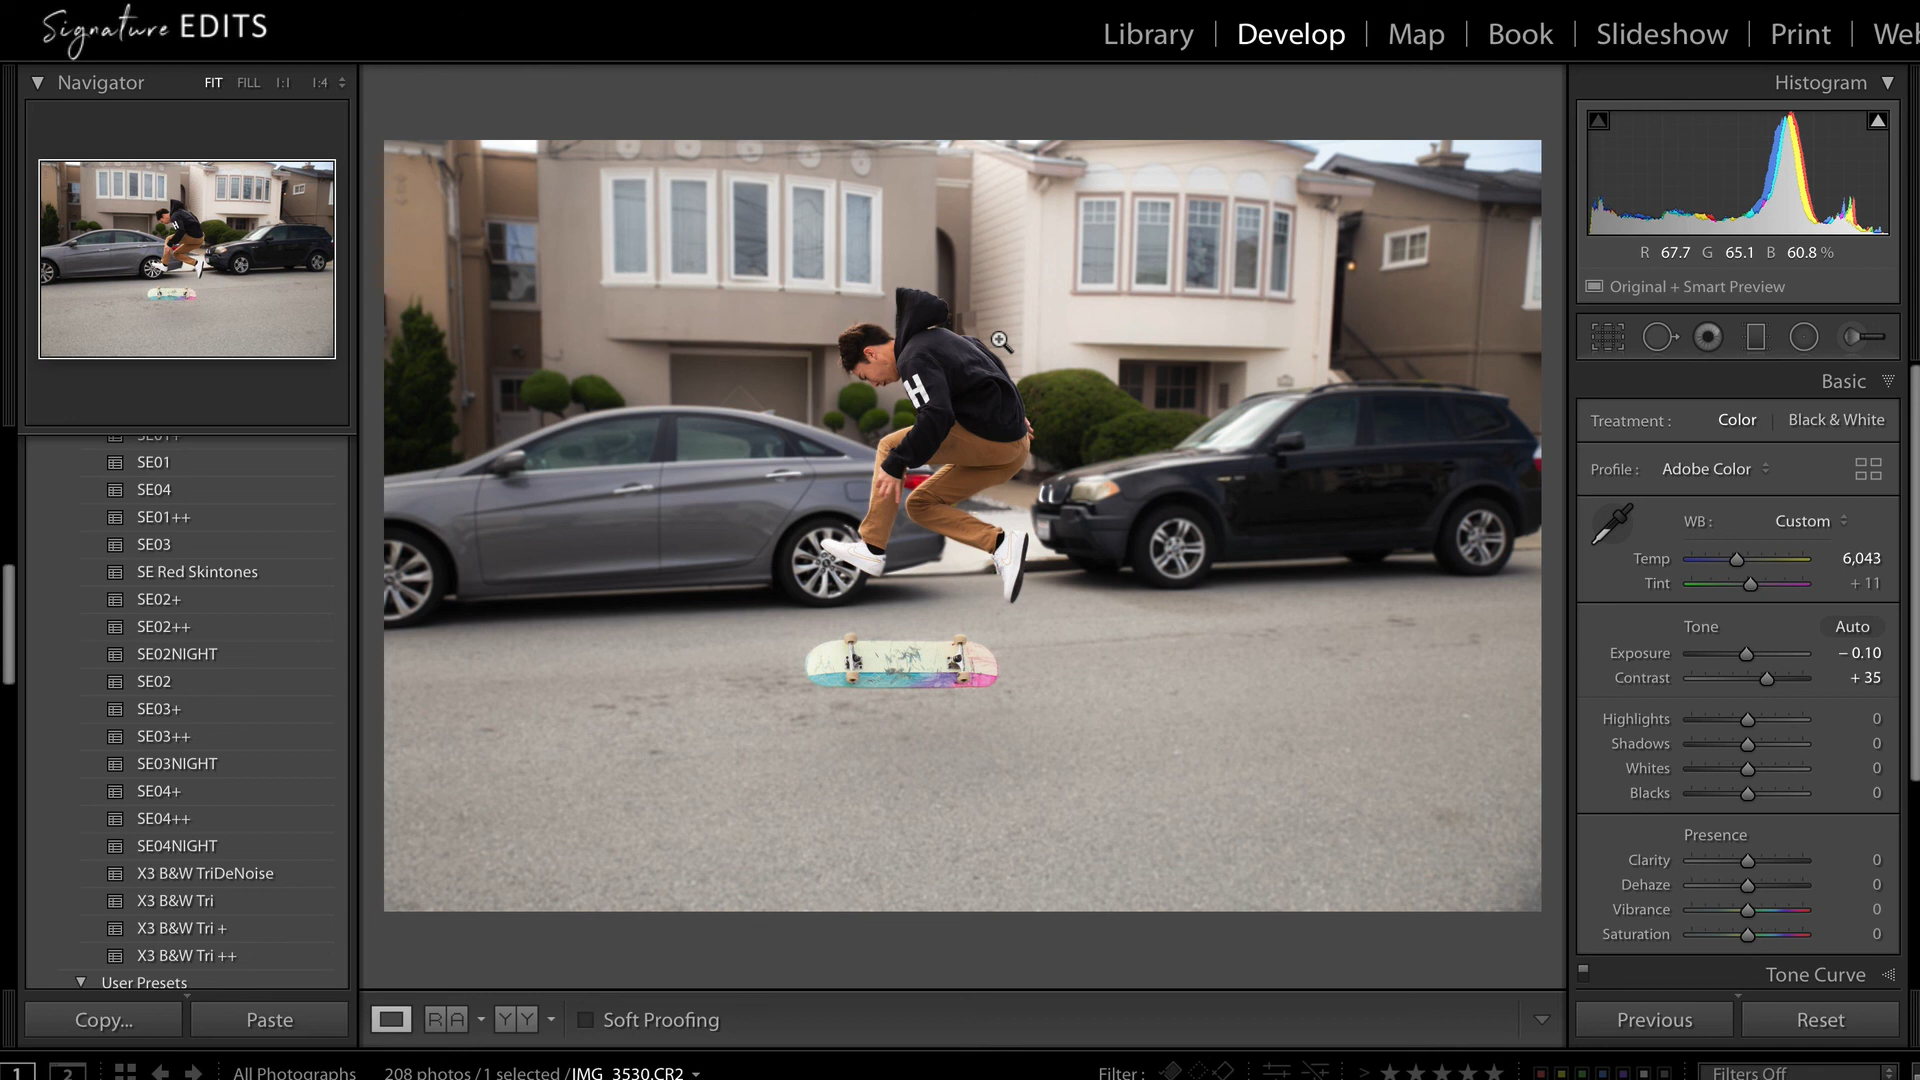 Signature EDITS
Library | Develop | Map | Book | Slideshow | Print | Web
Navigator FIT FILL 1:1 1:4
SE01+
SE01
SE04
SE01++
SE03
SE Red Skintones
SE02+
SE02++
SE02NIGHT
SE02
SE03+
SE03++
SE03NIGHT
SE04+
SE04++
SE04NIGHT
X3 B&W TriDeNoise
X3 B&W Tri
X3 B&W Tri +
X3 B&W Tri ++
User Presets
Copy... Paste
H
RA YY Soft Proofing
Histogram
R 67.7 G 65.1 B 60.8 %
Original + Smart Preview
Basic
Treatment : Color | Black & White
Profile : Adobe Color
WB : Custom
Temp 6,043
Tint + 11
Tone Auto
Exposure – 0.10
Contrast + 35
Highlights 0
Shadows 0
Whites 0
Blacks 0
Presence
Clarity 0
Dehaze 0
Vibrance 0
Saturation 0
Tone Curve
Previous Reset
1 2 All Photographs 208 photos /1 selected /IMG_3530.CR2 Filter : Filters Off